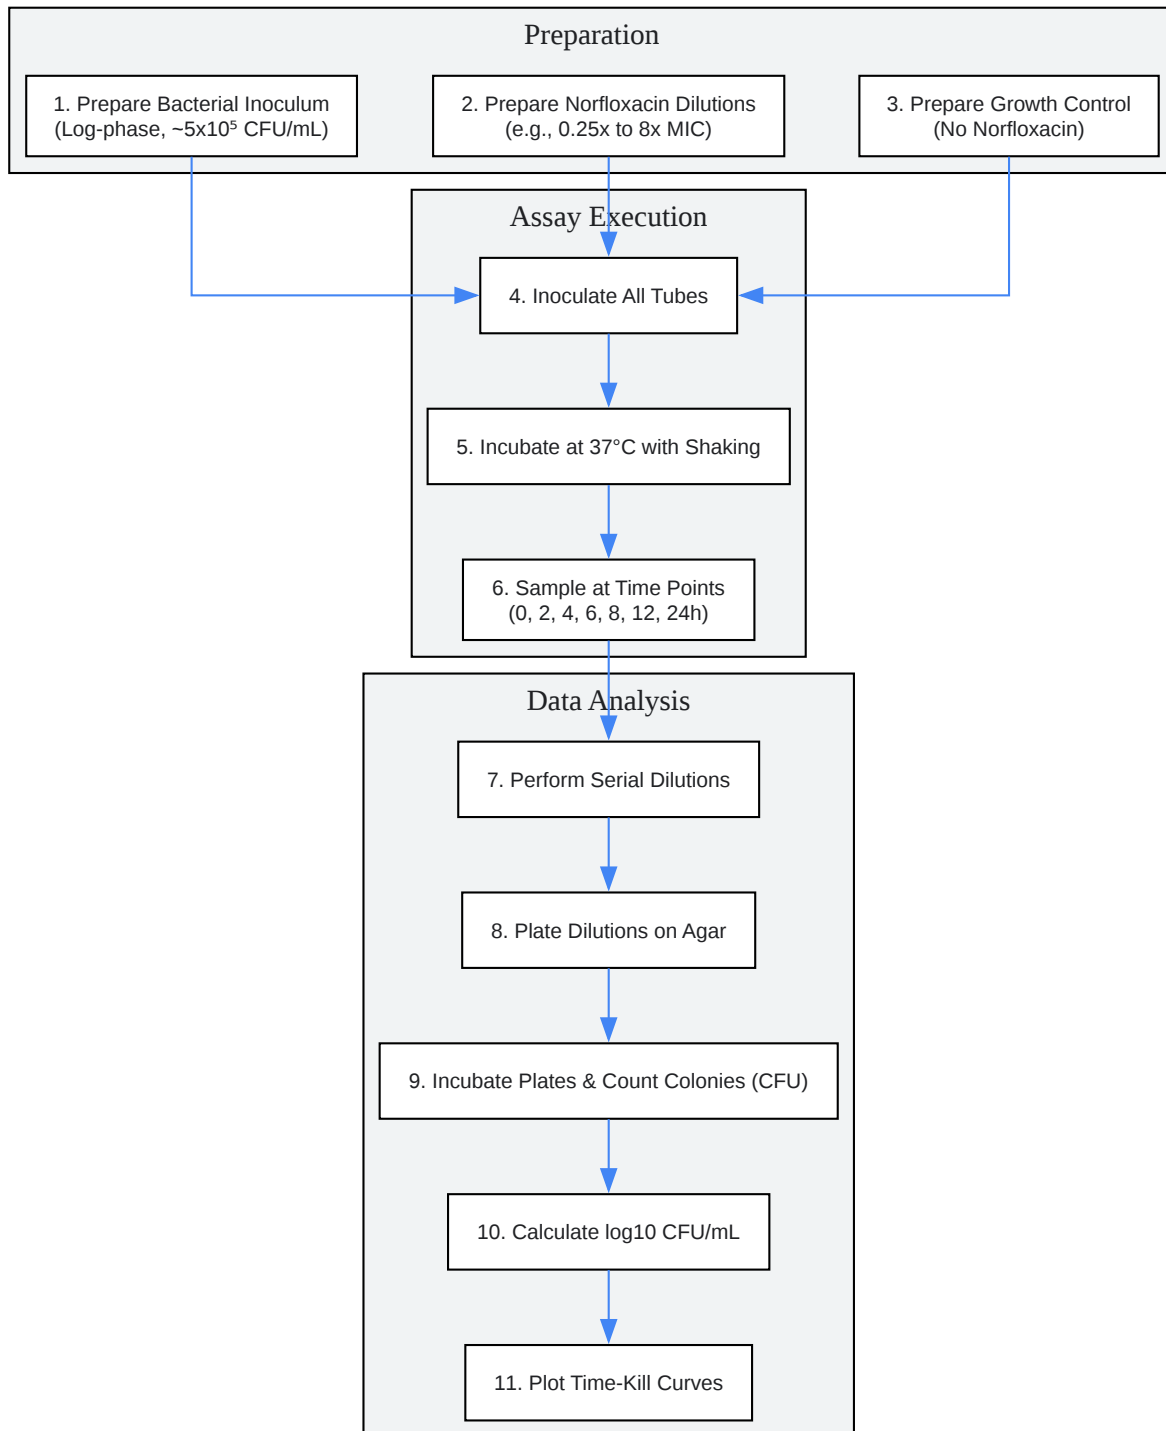 Preparation
1. Prepare Bacterial Inoculum
(Log-phase, ~5x10⁵ CFU/mL)
2. Prepare Norfloxacin Dilutions
(e.g., 0.25x to 8x MIC)
3. Prepare Growth Control
(No Norfloxacin)
Assay Execution
4. Inoculate All Tubes
5. Incubate at 37°C with Shaking
6. Sample at Time Points
(0, 2, 4, 6, 8, 12, 24h)
Data Analysis
7. Perform Serial Dilutions
8. Plate Dilutions on Agar
9. Incubate Plates & Count Colonies (CFU)
10. Calculate log10 CFU/mL
11. Plot Time-Kill Curves